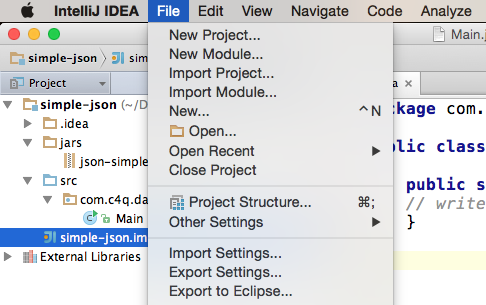 IntelliJ IDEA File Edit View Navigate Code Analyze
Main.j
simple-json sim
Project
simple-json (~/D
.idea
jars
json-simple
src
com.c4q.da
Main
simple-json.im
External Libraries
New Project...
New Module...
Import Project...
Import Module...
New... ^N
Open...
Open Recent
Close Project
Project Structure... ⌘;
Other Settings
Import Settings...
Export Settings...
Export to Eclipse...
a ×
ckage com.
blic class
public s
// write
}